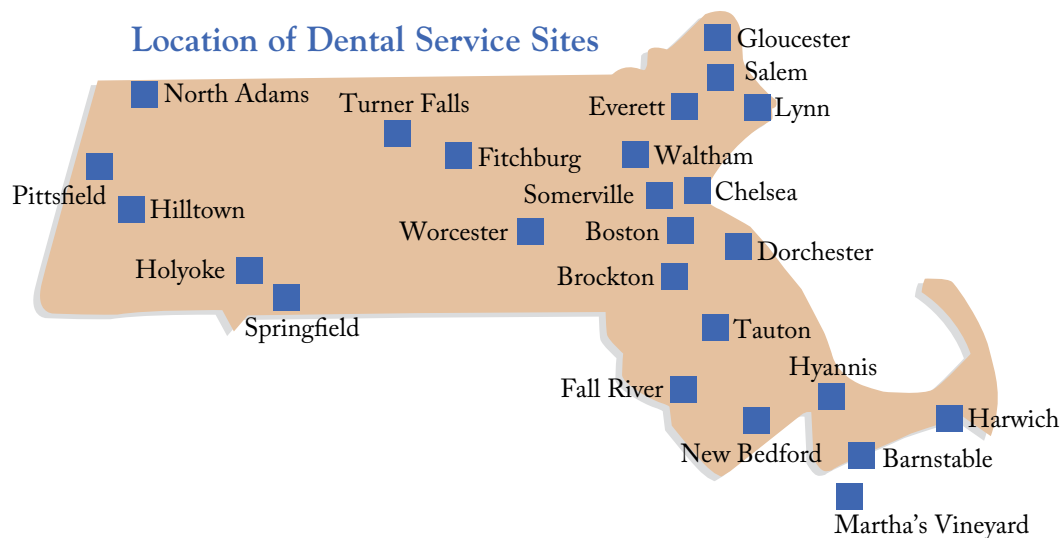 Location of Dental Service Sites
Gloucester
Salem
North Adams
Turner Falls
Everett
Lynn
Fitchburg
Waltham
Pittsfield
Hilltown
Somerville
Chelsea
Worcester
Boston
Dorchester
Holyoke
Brockton
Springfield
Tauton
Hyannis
Fall River
Harwich
New Bedford
Barnstable
Martha's Vineyard